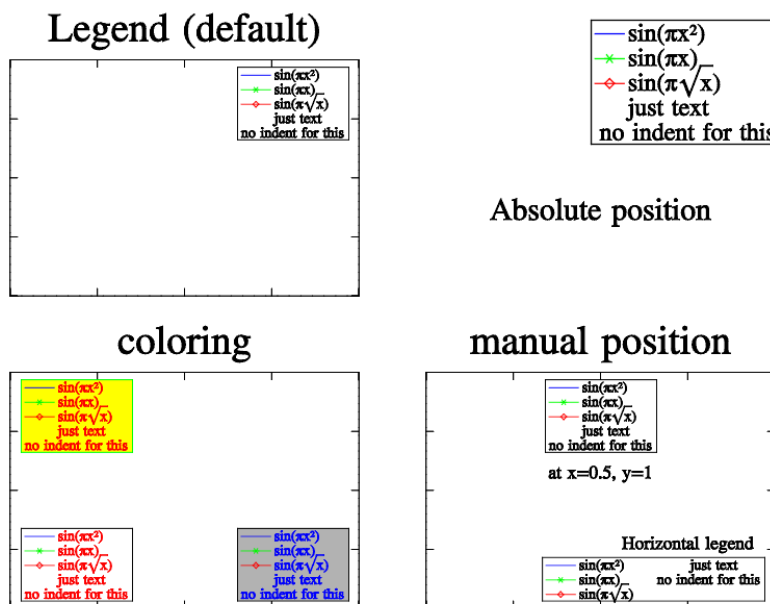 Legend (default)
sin(πx²)
sin(πx)
sin(π√x)
just text
no indent for this
sin(πx²)
sin(πx)
sin(π√x)
just text
no indent for this
Absolute position
coloring
sin(πx²)
sin(πx)
sin(π√x)
just text
no indent for this
sin(πx²)
sin(πx)
sin(π√x)
just text
no indent for this
sin(πx²)
sin(πx)
sin(π√x)
just text
no indent for this
manual position
sin(πx²)
sin(πx)
sin(π√x)
just text
no indent for this
at x=0.5, y=1
Horizontal legend
sin(πx²) just text
sin(πx) no indent for this
sin(π√x)